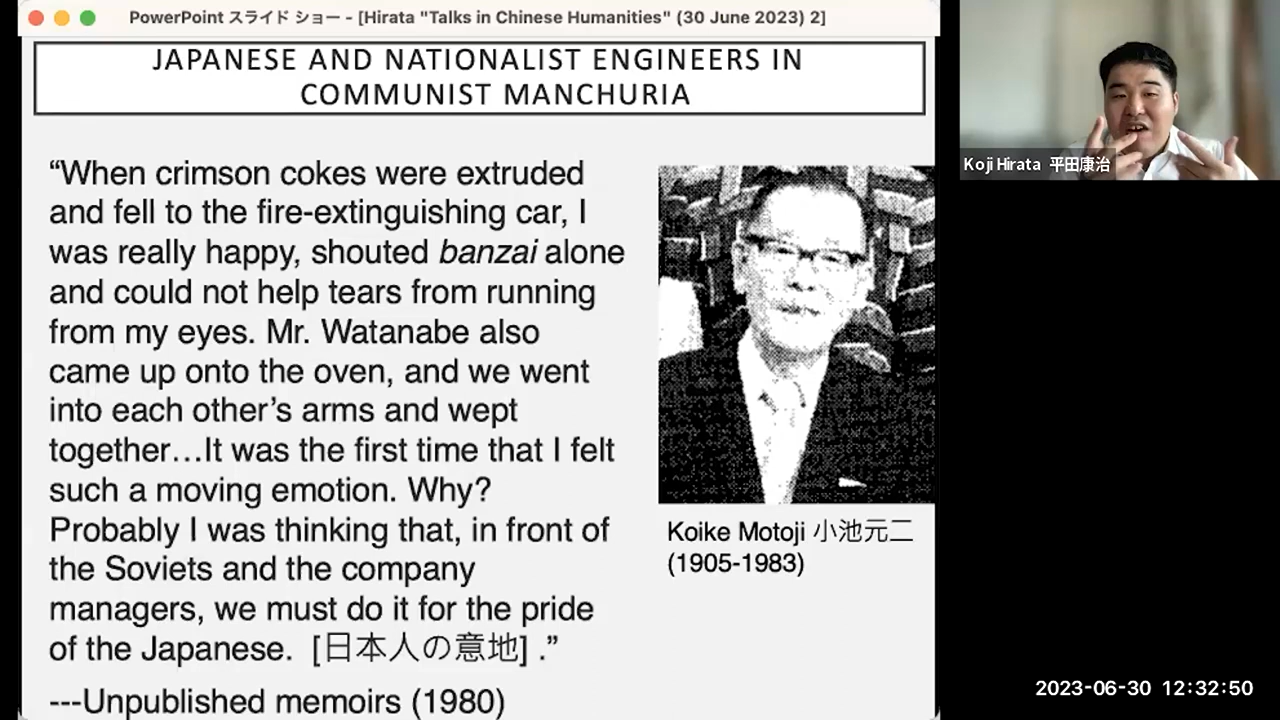 PowerPoint スライド ショー - [Hirata "Talks in Chinese Humanities" (30 June 2023) 2]
JAPANESE AND NATIONALIST ENGINEERS IN
COMMUNIST MANCHURIA
“When crimson cokes were extruded
and fell to the fire-extinguishing car, I
was really happy, shouted banzai alone
and could not help tears from running
from my eyes. Mr. Watanabe also
came up onto the oven, and we went
into each other’s arms and wept
together…It was the first time that I felt
such a moving emotion. Why?
Probably I was thinking that, in front of
the Soviets and the company
managers, we must do it for the pride
of the Japanese. [日本人の意地] .”
---Unpublished memoirs (1980)
Koike Motoji 小池元二
(1905-1983)
Koji Hirata 平田康治
2023-06-30 12:32:50